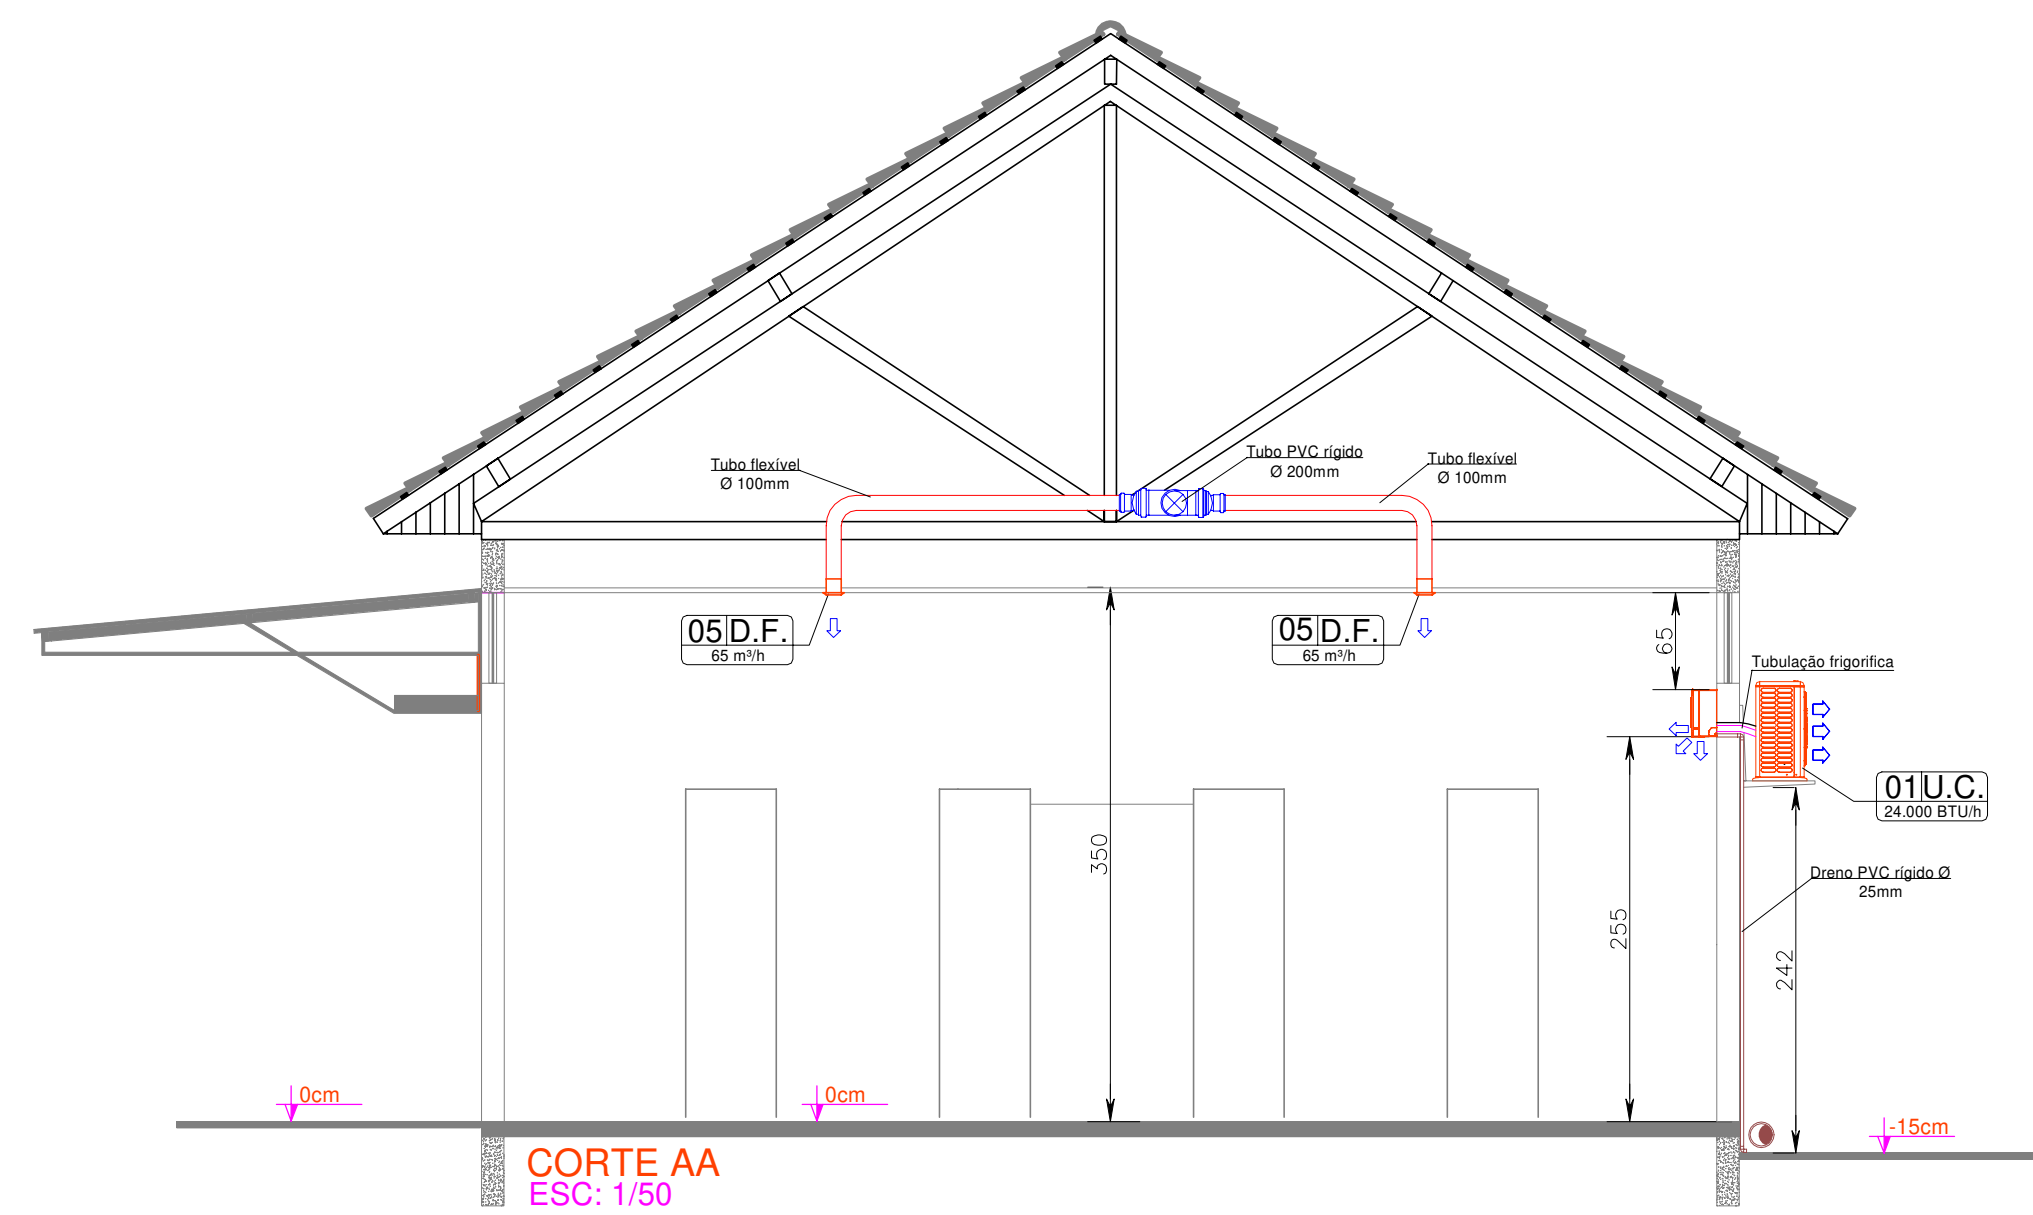 Tubo flexível
Ø 100mm
Tubo PVC rígido
Ø 200mm
Tubo flexível
Ø 100mm
05 D.F.
65 m³/h
05 D.F.
65 m³/h
65
Tubulação frigorifica
01 U.C.
24.000 BTU/h
350
Dreno PVC rígido Ø
25mm
255
242
0cm
0cm
-15cm
CORTE AA
ESC: 1/50